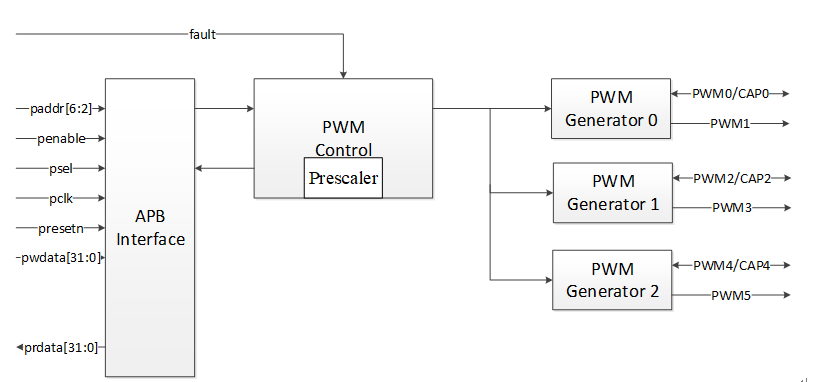 fault
paddr[6:2]
penable
psel
pclk
presetn
pwdata[31:0]
prdata[31:0]
APB
Interface
PWM
Control
Prescaler
PWM
Generator 0
PWM0/CAP0
PWM1
PWM
Generator 1
PWM2/CAP2
PWM3
PWM
Generator 2
PWM4/CAP4
PWM5